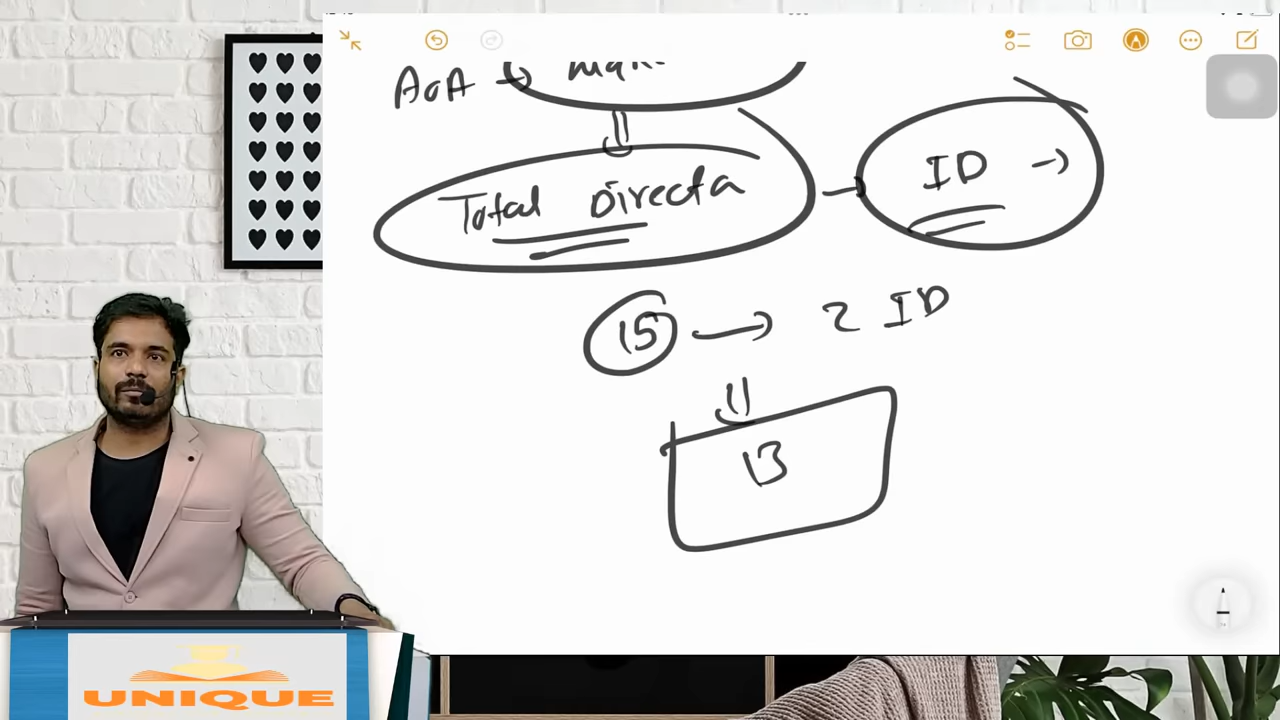 AOA →
Total Directa → ID →
15 → 2 ID
13
UNIQUE